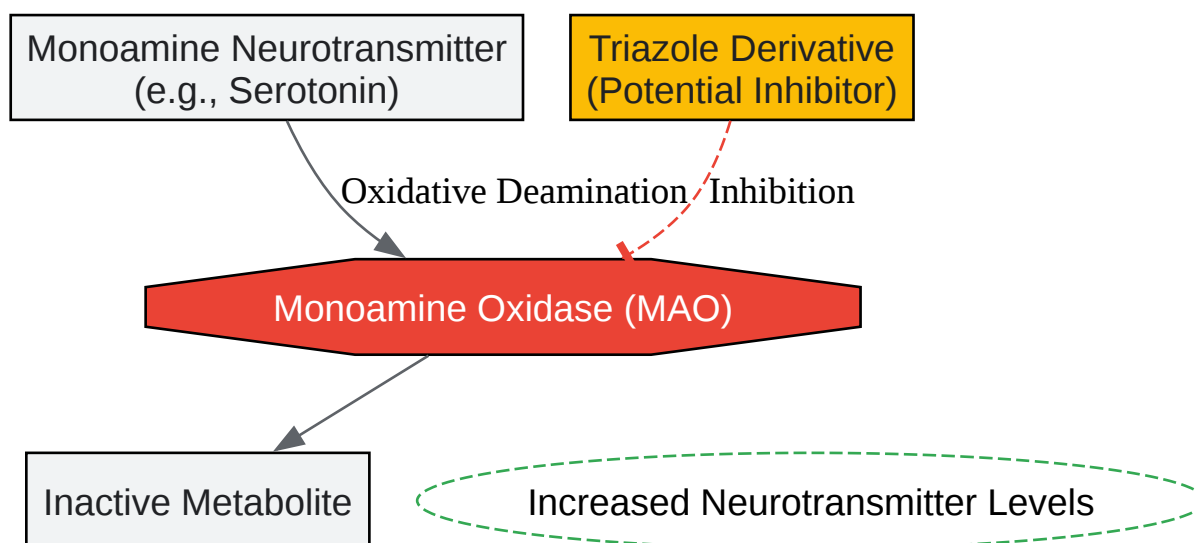 Monoamine Neurotransmitter
(e.g., Serotonin)
Triazole Derivative
(Potential Inhibitor)
Oxidative Deamination
Inhibition
Monoamine Oxidase (MAO)
Inactive Metabolite
Increased Neurotransmitter Levels